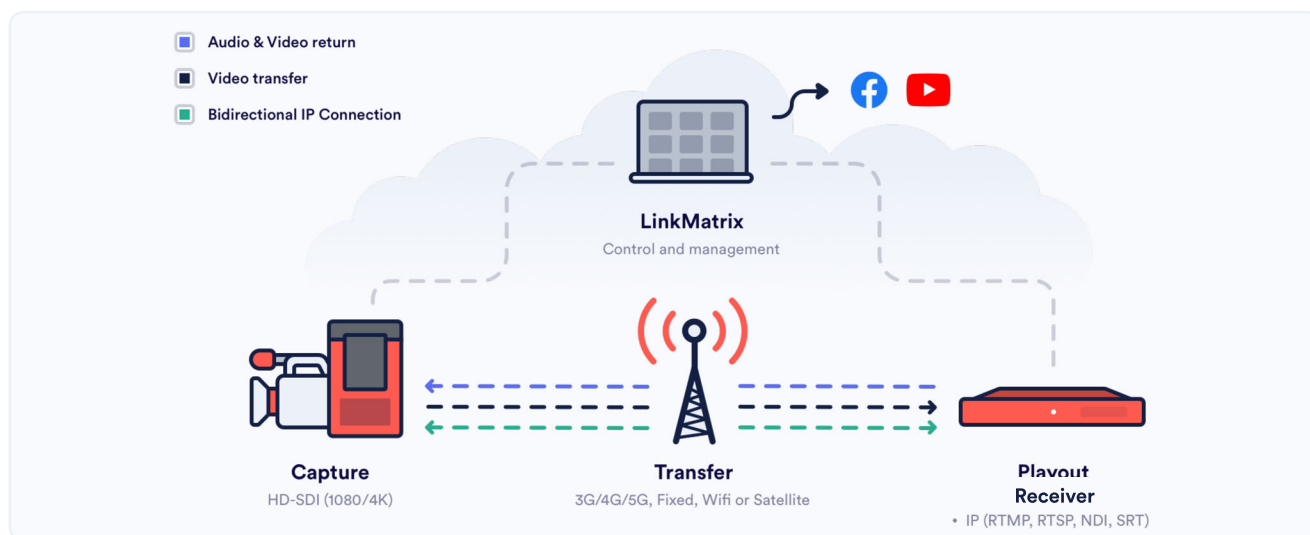 Audio & Video return
Video transfer
Bidirectional IP Connection
LinkMatrix
Control and management
Capture
HD-SDI (1080/4K)
Transfer
3G/4G/5G, Fixed, Wifi or Satellite
Playout
Receiver
• IP (RTMP, RTSP, NDI, SRT)